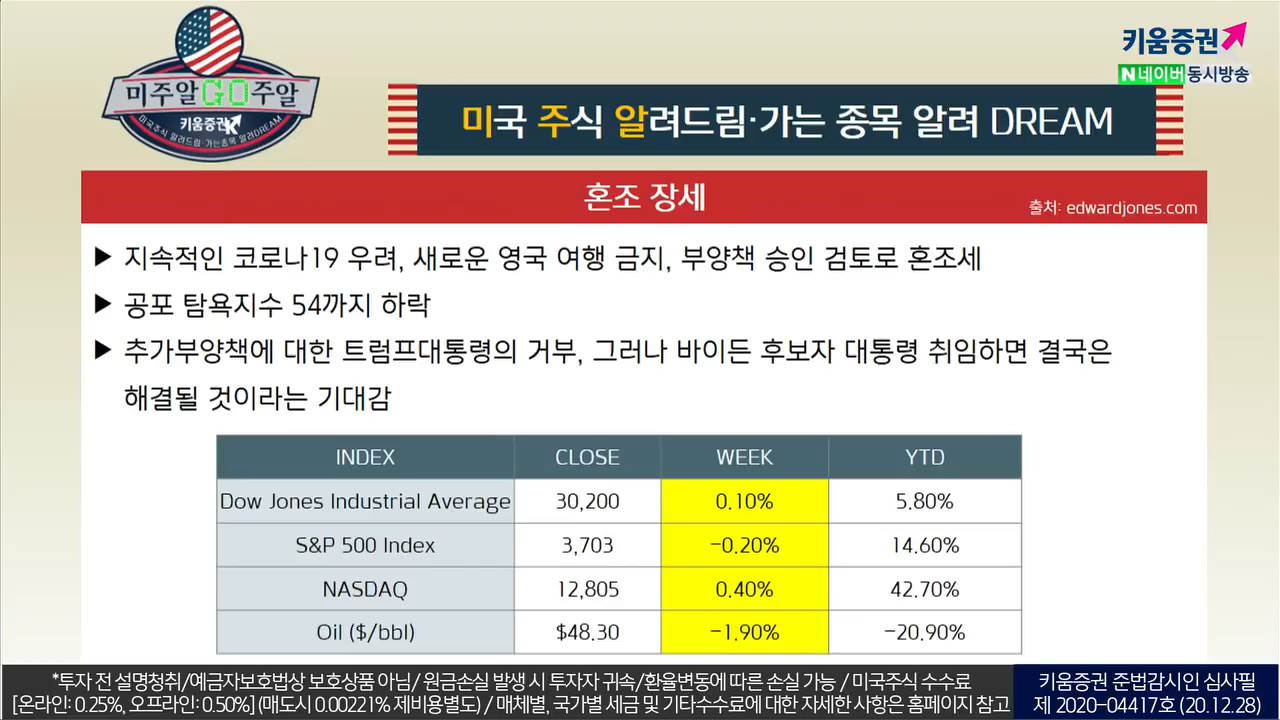 미주알GO주알
키움증권
미국주식 알려드림·가는종목 알려DREAM
미국 주식 알려드림·가는 종목 알려 DREAM
키움증권
N네이버 동시방송
혼조 장세
출처: edwardjones.com
▶ 지속적인 코로나19 우려, 새로운 영국 여행 금지, 부양책 승인 검토로 혼조세
▶ 공포 탐욕지수 54까지 하락
▶ 추가부양책에 대한 트럼프대통령의 거부, 그러나 바이든 후보자 대통령 취임하면 결국은
해결될 것이라는 기대감
INDEX CLOSE WEEK YTD
Dow Jones Industrial Average 30,200 0.10% 5.80%
S&P 500 Index 3,703 -0.20% 14.60%
NASDAQ 12,805 0.40% 42.70%
Oil ($/bbl) $48.30 -1.90% -20.90%
*투자 전 설명청취/예금자보호법상 보호상품 아님/ 원금손실 발생 시 투자자 귀속/환율변동에 따른 손실 가능 / 미국주식 수수료
[온라인: 0.25%, 오프라인: 0.50%] (매도시 0.00221% 제비용별도) / 매체별, 국가별 세금 및 기타수수료에 대한 자세한 사항은 홈페이지 참고
키움증권 준법감시인 심사필
제 2020-04417호 (20.12.28)